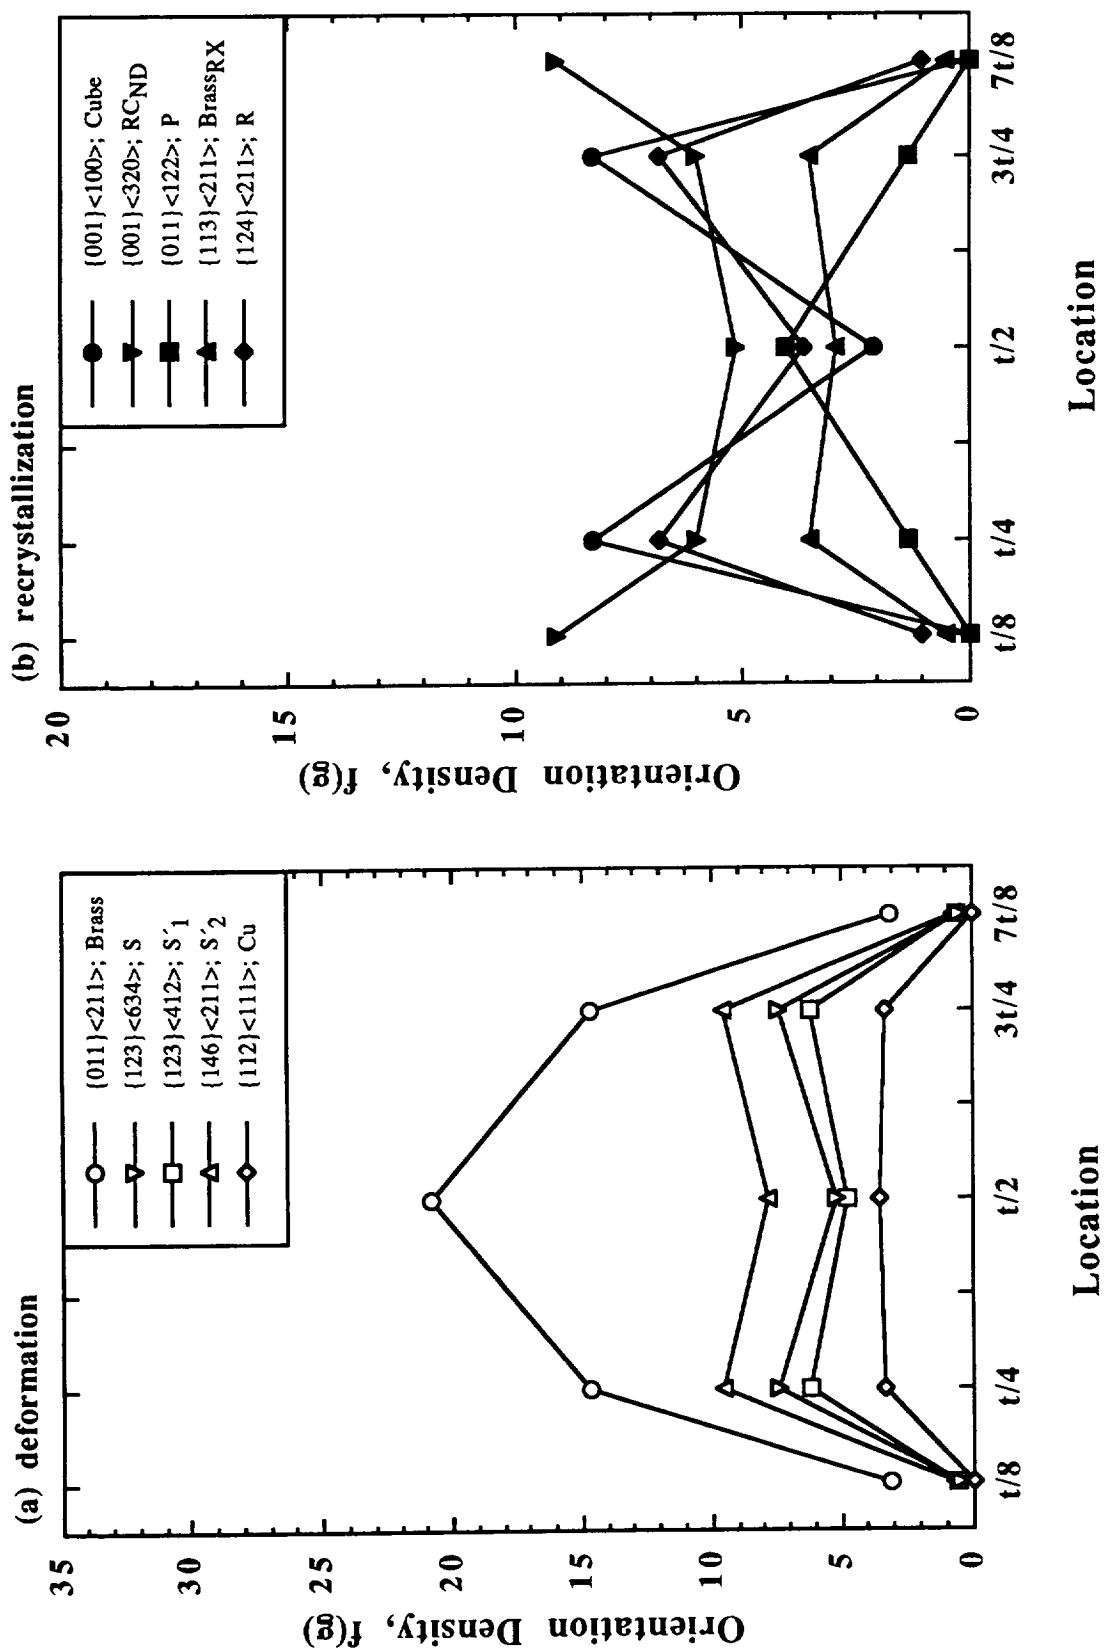 (a) deformation
{011}<211>; Brass
{123}<634>; S
{123}<412>; S´1
{146}<211>; S´2
{112}<111>; Cu
35
30
25
20
15
10
5
0
Orientation Density, f(g)
t/8
t/4
t/2
3t/4
7t/8
Location
(b) recrystallization
{001}<100>; Cube
{001}<320>; RCND
{011}<122>; P
{113}<211>; BrassRX
{124}<211>; R
20
15
10
5
0
Orientation Density, f(g)
t/8
t/4
t/2
3t/4
7t/8
Location